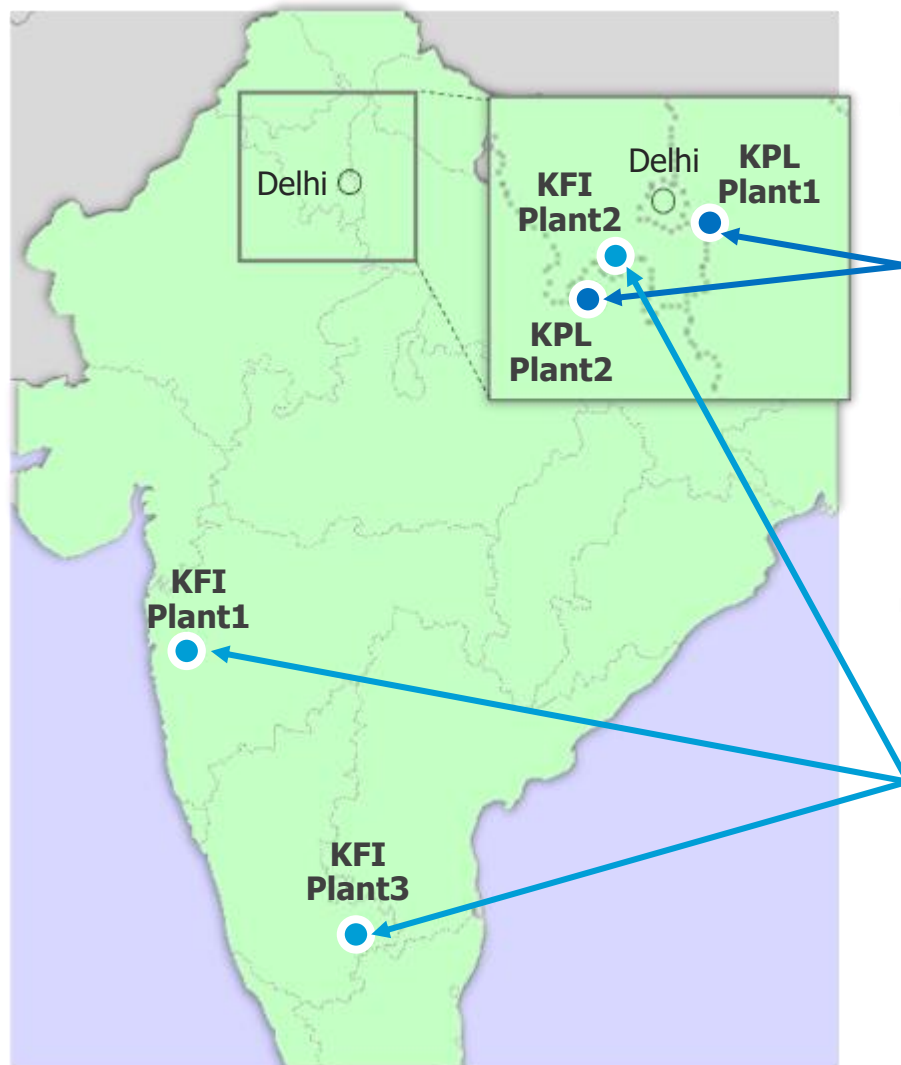 Delhi
Delhi
KPL
Plant1
KFI
Plant2
KPL
Plant2
KFI
Plant1
KFI
Plant3